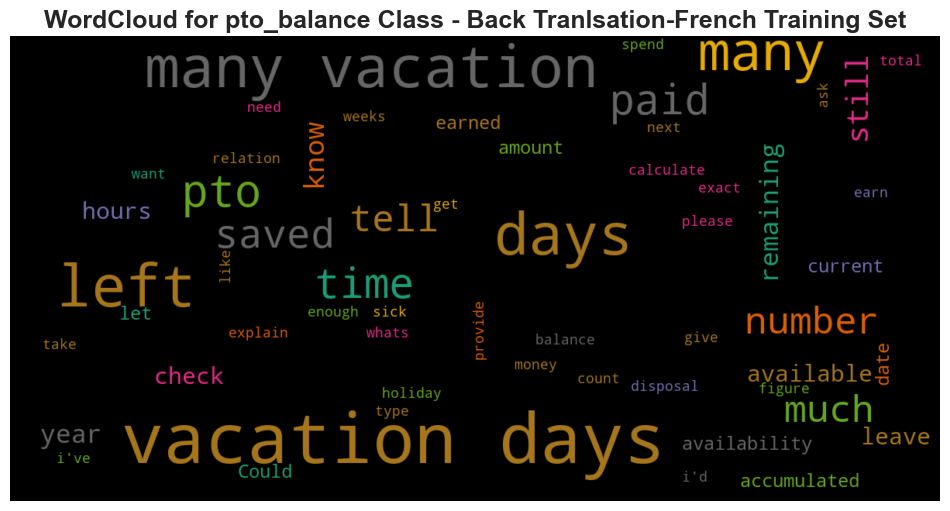 WordCloud for pto_balance Class - Back Tranlsation-French Training Set
many vacation
spend
many
still
total
need
weeks
earned
paid
next
ask
know
amount
relation
want
pto
calculate
exact
remaining
earn
hours
saved
tell
get
days
please
left
like
time
current
let
enough
sick
take
explain
whats
provide
balance
give
number
check
money
count
disposal
available
figure
date
holiday
type
much
year
i've
vacation days
Could
availability
i'd
accumulated
leave